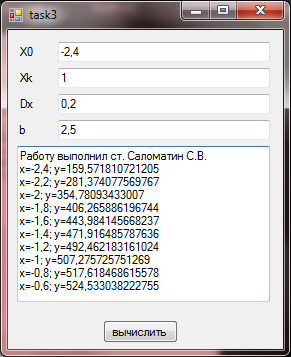 task3
X0 -2,4
Xk 1
Dx 0,2
b 2,5
Работу выполнил ст. Саломатин С.В.
x=-2,4; y=159,571810721205
x=-2,2; y=281,374077569767
x=-2; y=354,78093433007
x=-1,8; y=406,265886196744
x=-1,6; y=443,984145668237
x=-1,4; y=471,916485787636
x=-1,2; y=492,462183161024
x=-1; y=507,275725751269
x=-0,8; y=517,618468615578
x=-0,6; y=524,533038222755
вычислить